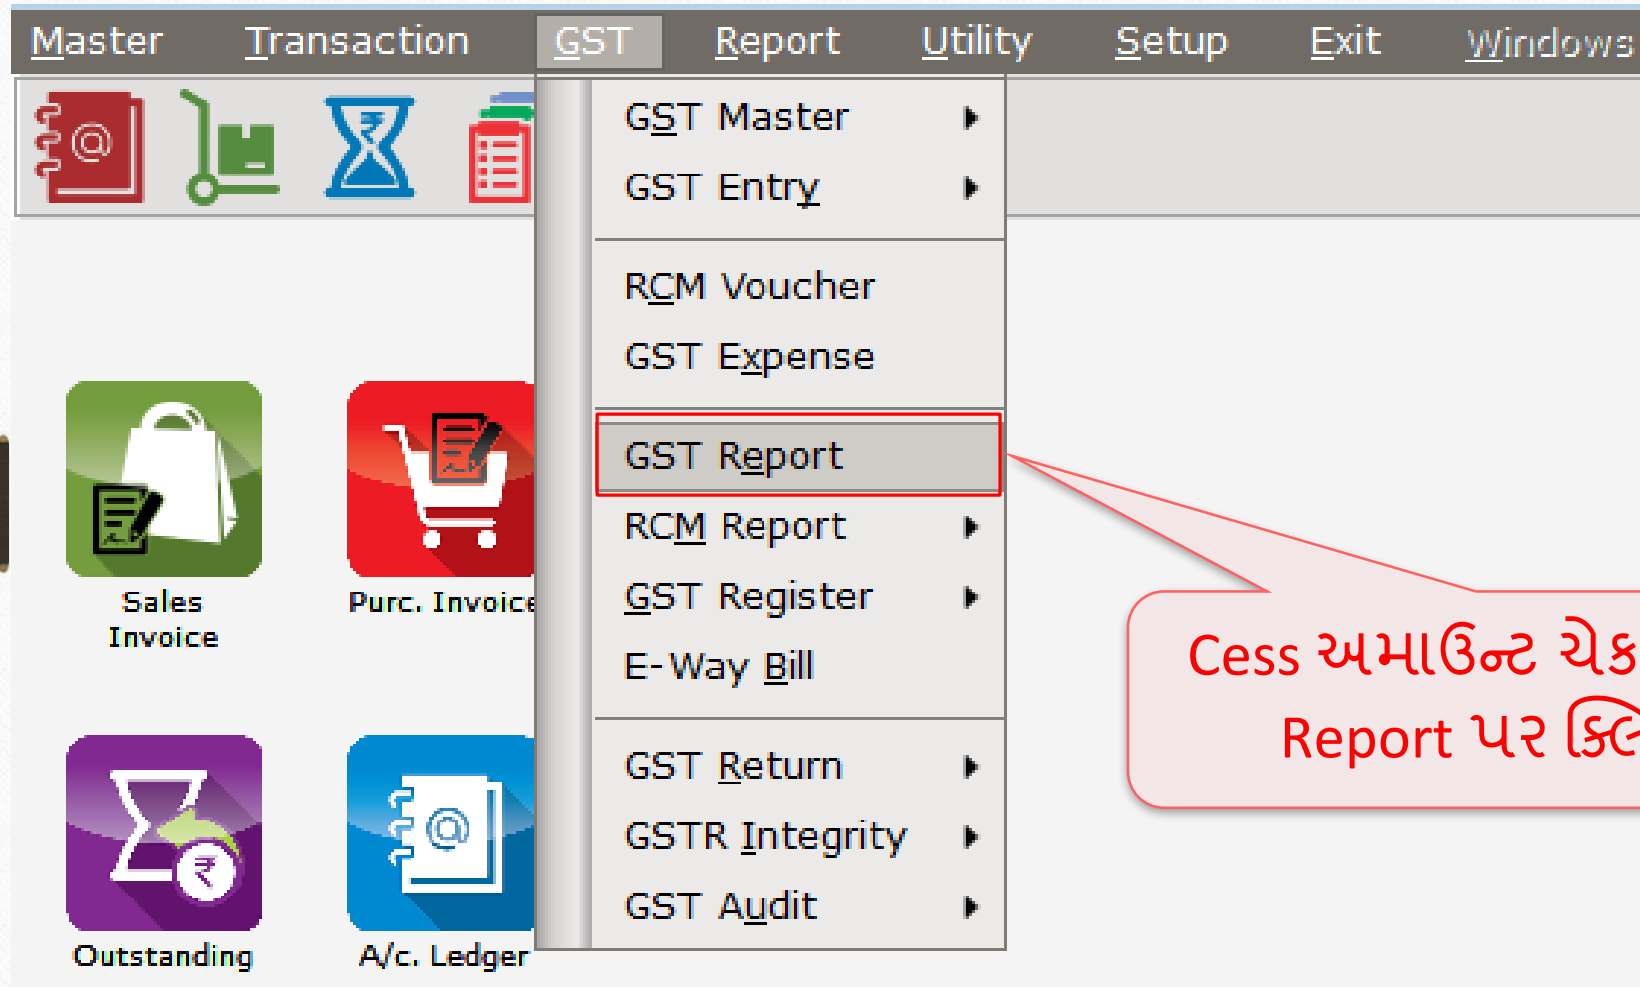 Master Transaction GST Report Utility Setup Exit Windows
GST Master
GST Entry
RCM Voucher
GST Expense
GST Report
RCM Report
GST Register
E-Way Bill
GST Return
GSTR Integrity
GST Audit
Sales
Invoice
Purc. Invoice
Outstanding
A/c. Ledger
Cess અમાઉન્ટ ચેક
Report પર